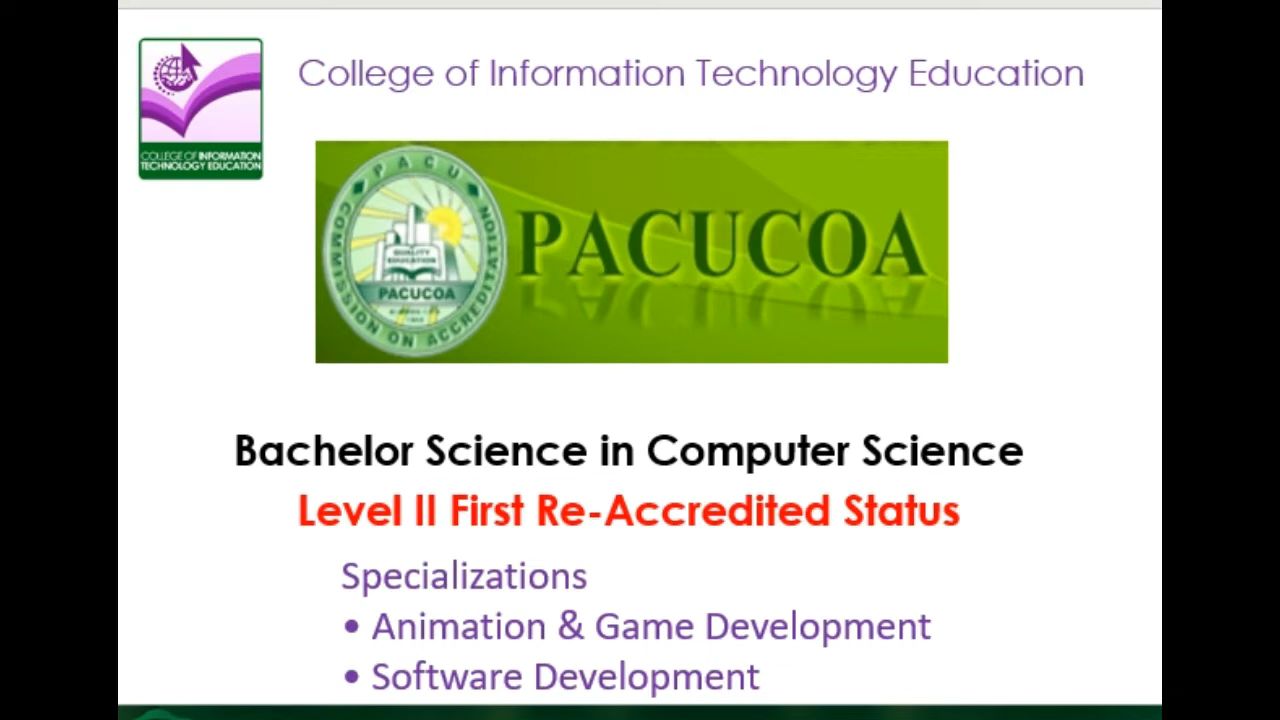 College of Information Technology Education
COLLEGE OF INFORMATION
TECHNOLOGY EDUCATION
PACU
COMMISSION ON ACCREDITATION
QUALITY
EDUCATION
PACUCOA
PACUCOA
Bachelor Science in Computer Science
Level II First Re-Accredited Status
Specializations
• Animation & Game Development
• Software Development